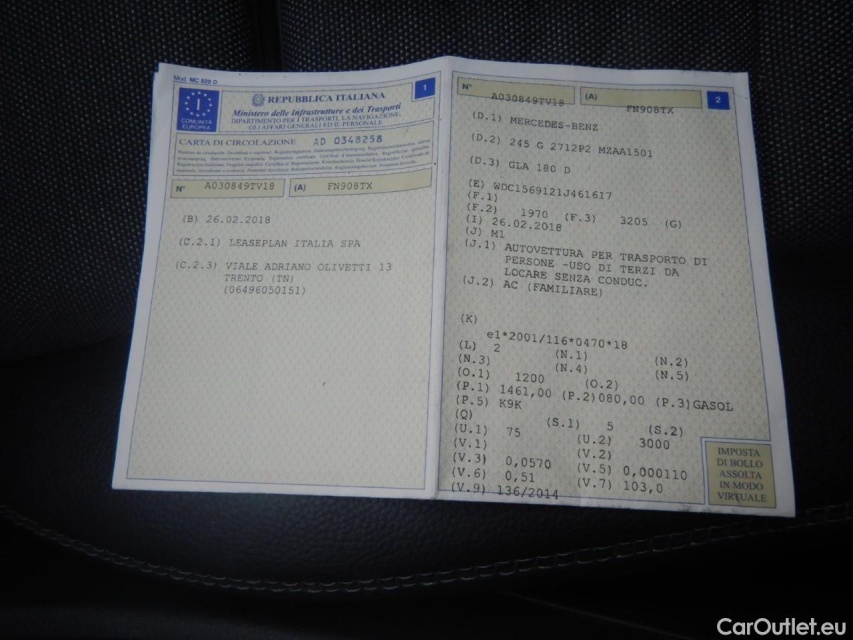 Mod. MC 820 D
1
I
COMUNITÀ
EUROPEA
REPUBBLICA ITALIANA
Ministero delle Infrastrutture e dei Trasporti
DIPARTIMENTO PER I TRASPORTI, LA NAVIGAZIONE,
GLI AFFARI GENERALI ED IL PERSONALE
CARTA DI CIRCOLAZIONE AD 0348258
N° A030849TV18 (A) FN908TX
(B) 26.02.2018
(C.2.1) LEASEPLAN ITALIA SPA
(C.2.3) VIALE ADRIANO OLIVETTI 13
TRENTO (TN)
(06496050151)
N° A030849TV18 (A) FN908TX 2
(D.1) MERCEDES-BENZ
(D.2) 245 G 2712P2 MZAA1501
(D.3) GLA 180 D
(E) WDC1569121J461617
(F.1)
(F.2) 1970 (F.3) 3205 (G)
(I) 26.02.2018
(J) M1
(J.1) AUTOVETTURA PER TRASPORTO DI
PERSONE -USO DI TERZI DA
LOCARE SENZA CONDUC.
(J.2) AC (FAMILIARE)
(K)
e1*2001/116*0470*18
(L) 2 (N.1) (N.2)
(N.3) (N.4) (N.5)
(O.1) 1200 (O.2)
(P.1) 1461,00 (P.2)080,00 (P.3)GASOL
(P.5) K9K
(Q) (S.1) 5 (S.2)
(U.1) 75 (U.2) 3000
(V.1) (V.2)
(V.3) 0,0570 (V.5) 0,000110
(V.6) 0,51 (V.7) 103,0
(V.9) 136/2014
IMPOSTA
DI BOLLO
ASSOLTA
IN MODO
VIRTUALE
CarOutlet.eu